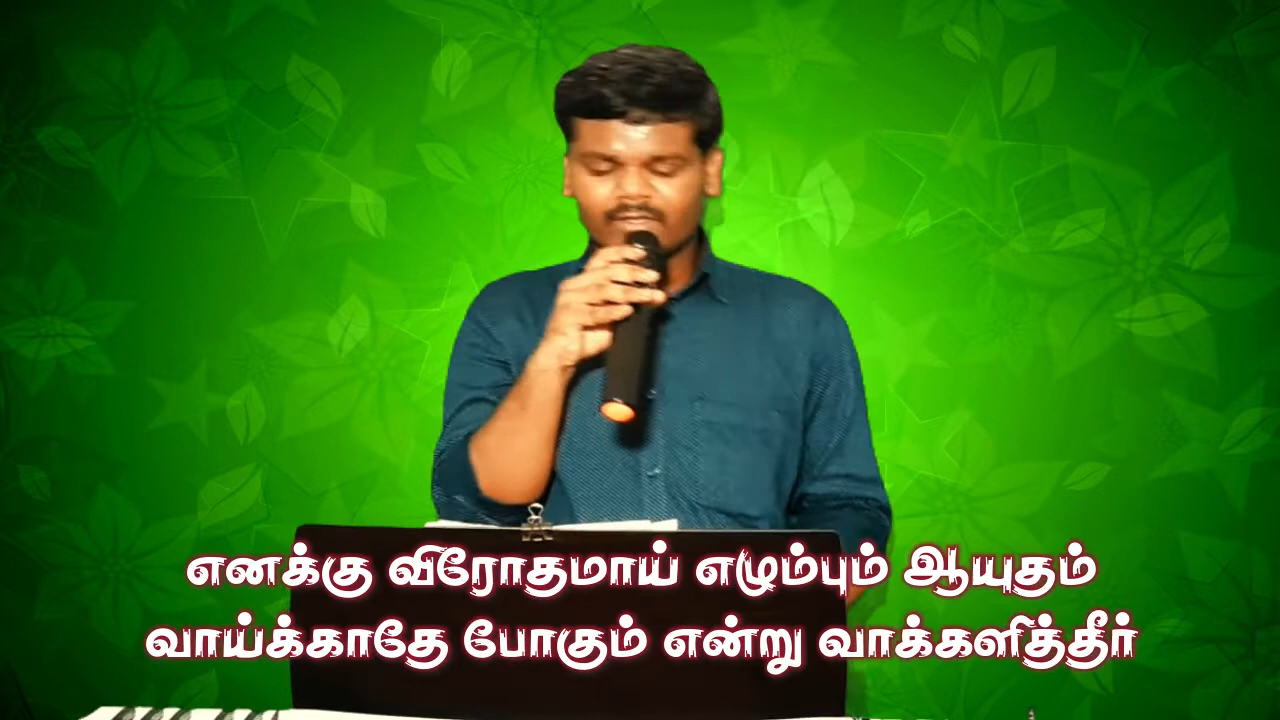 எனக்கு விரோதமாய் எழும்பும் ஆயுதம்
வாய்க்காதே போகும் என்று வாக்களித்தீர்